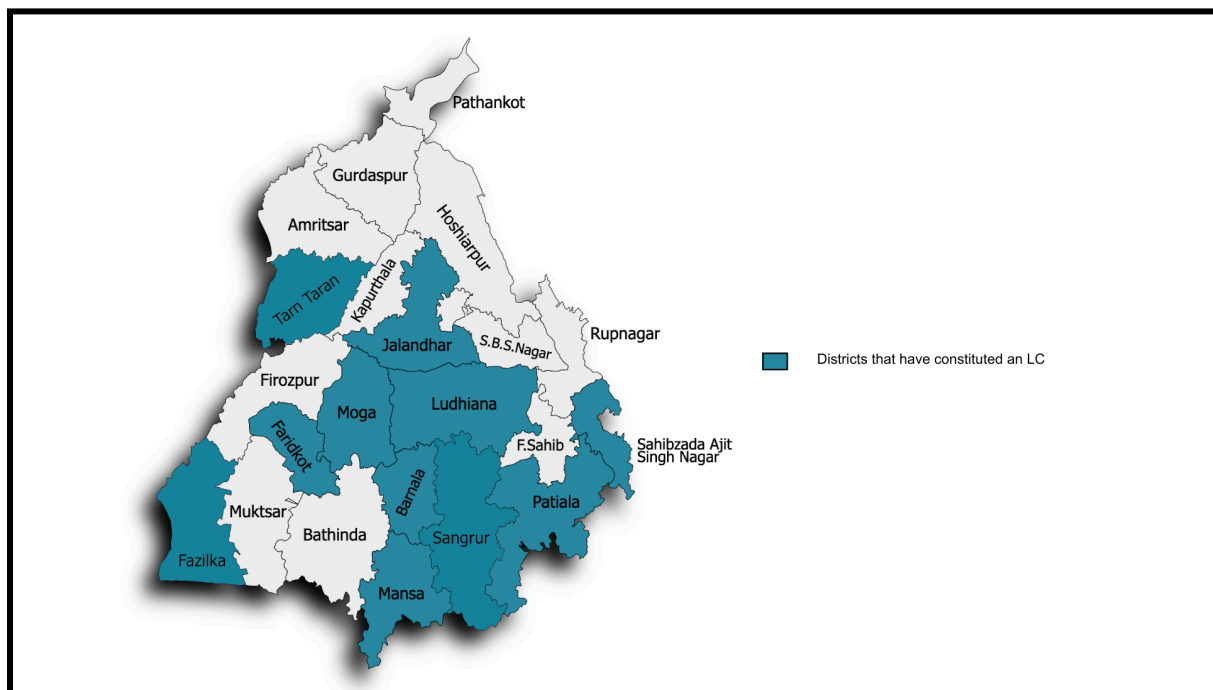 Pathankot
Gurdaspur
Amritsar
Hoshiarpur
Tarn Taran
Kapurthala
Rupnagar
Jalandhar
S.B.S.Nagar
Districts that have constituted an LC
Firozpur
Moga
Ludhiana
Faridkot
F.Sahib
Sahibzada Ajit
Singh Nagar
Barnala
Patiala
Muktsar
Bathinda
Sangrur
Fazilka
Mansa